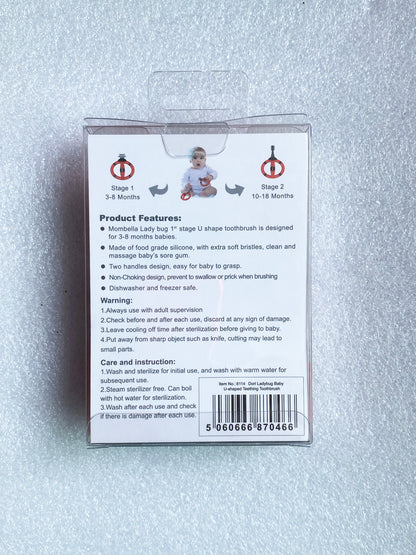 Stage 1
3-8 Months
Stage 2
10-18 Months
Product Features:
Mombella Lady bug 1st stage U shape toothbrush is designed
for 3-8 months babies.
Made of food grade silicone, with extra soft bristles, clean and
massage baby's sore gum.
Two handles design, easy for baby to grasp.
Non-Choking design, prevent to swallow or prick when brushing
Dishwasher and freezer safe.
Warning:
1.Always use with adult supervision
2.Check before and after each use, discard at any sign of damage.
3.Leave cooling off time after sterilization before giving to baby.
4.Put away from sharp object such as knife, cutting may lead to
small parts.
Care and instruction:
1.Wash and sterilize for initial use, and wash with warm water for
subsequent use.
2.Steam sterilizer free. Can boil
with hot water for sterilization.
3.Wash after each use and check
if there is damage after each use.
Item No.: 8114 Dori Ladybug Baby
U-shaped Teething Toothbrush
5 060666 870466